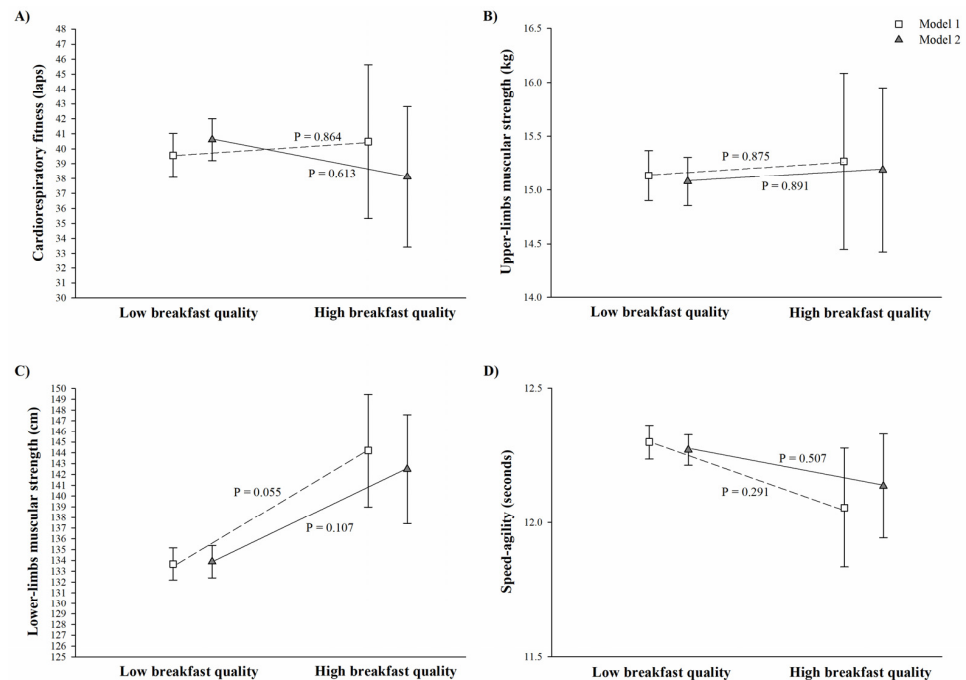 A)
Cardiorespiratory fitness (laps)
48
47
46
45
44
43
42
41
40
39
38
37
36
35
34
33
32
31
30
P = 0.864
P = 0.613
Low breakfast quality
High breakfast quality
B)
Model 1
Model 2
Upper-limbs muscular strength (kg)
16.5
16.0
15.5
15.0
14.5
14.0
P = 0.875
P = 0.891
Low breakfast quality
High breakfast quality
C)
Lower-limbs muscular strength (cm)
150
149
148
147
146
145
144
143
142
141
140
139
138
137
136
135
134
133
132
131
130
129
128
127
126
125
P = 0.055
P = 0.107
Low breakfast quality
High breakfast quality
D)
Speed-agility (seconds)
12.5
12.0
11.5
P = 0.507
P = 0.291
Low breakfast quality
High breakfast quality